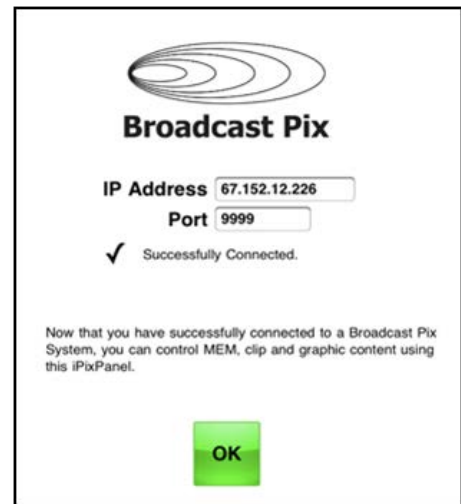 Broadcast Pix
IP Address 67.152.12.226
Port 9999
✓ Successfully Connected.
Now that you have successfully connected to a Broadcast Pix
System, you can control MEM, clip and graphic content using
this iPixPanel.
OK